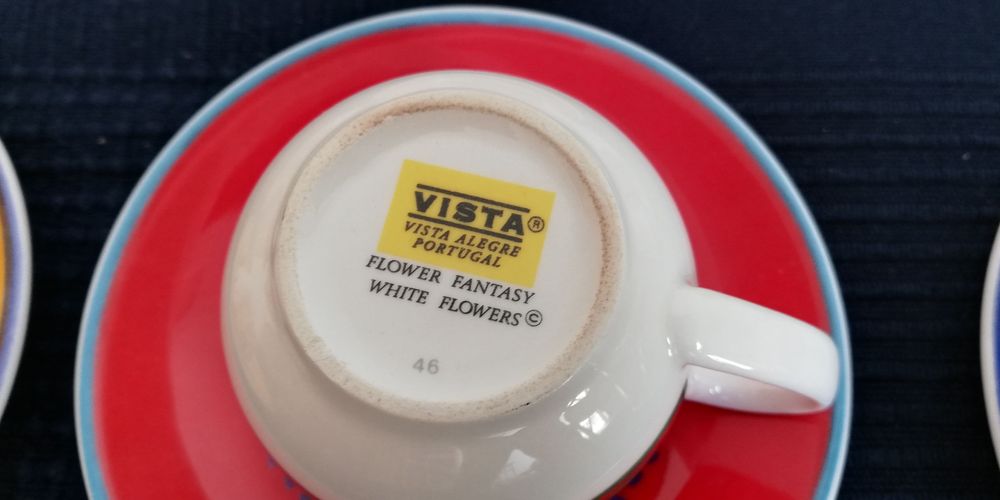 VISTA®
VISTA ALEGRE
PORTUGAL
FLOWER FANTASY
WHITE FLOWERS©
46